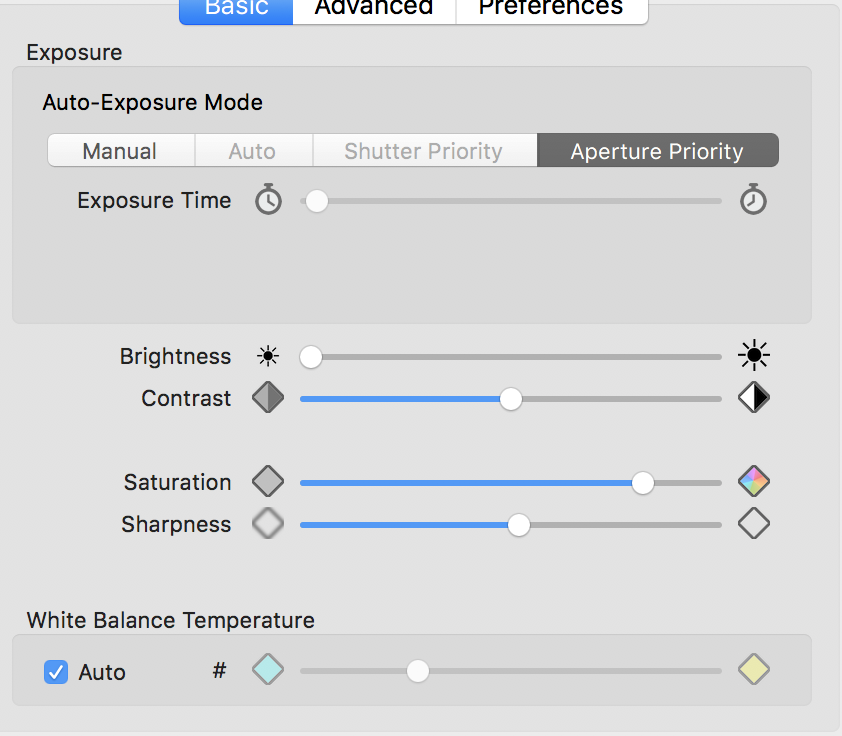 Basic Advanced Preferences
Exposure
Auto-Exposure Mode
Manual Auto Shutter Priority Aperture Priority
Exposure Time
Brightness
Contrast
Saturation
Sharpness
White Balance Temperature
Auto #